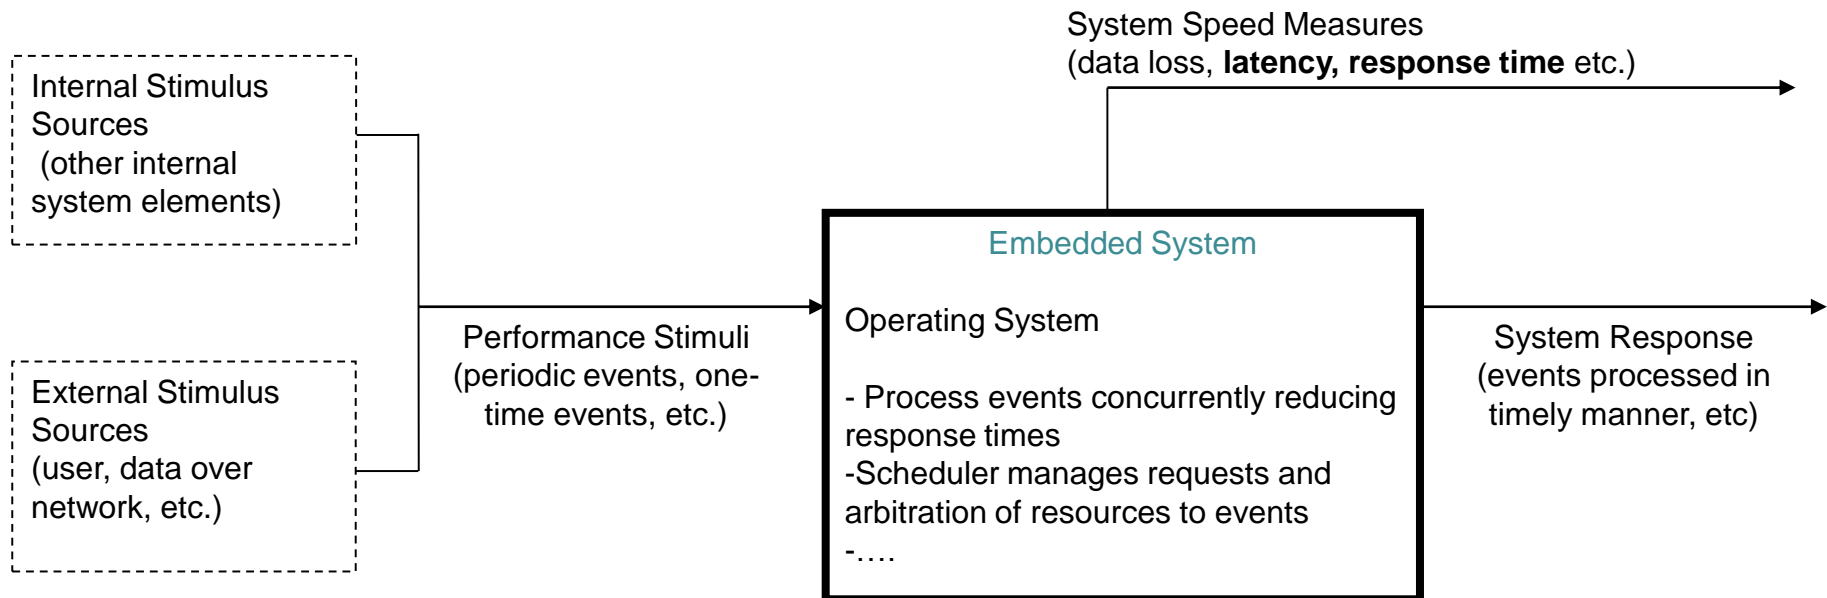 System Speed Measures
(data loss, latency, response time etc.)
Internal Stimulus
Sources
(other internal
system elements)
Embedded System
Operating System
- Process events concurrently reducing
response times
-Scheduler manages requests and
arbitration of resources to events
-….
Performance Stimuli
(periodic events, one-
time events, etc.)
System Response
(events processed in
timely manner, etc)
External Stimulus
Sources
(user, data over
network, etc.)